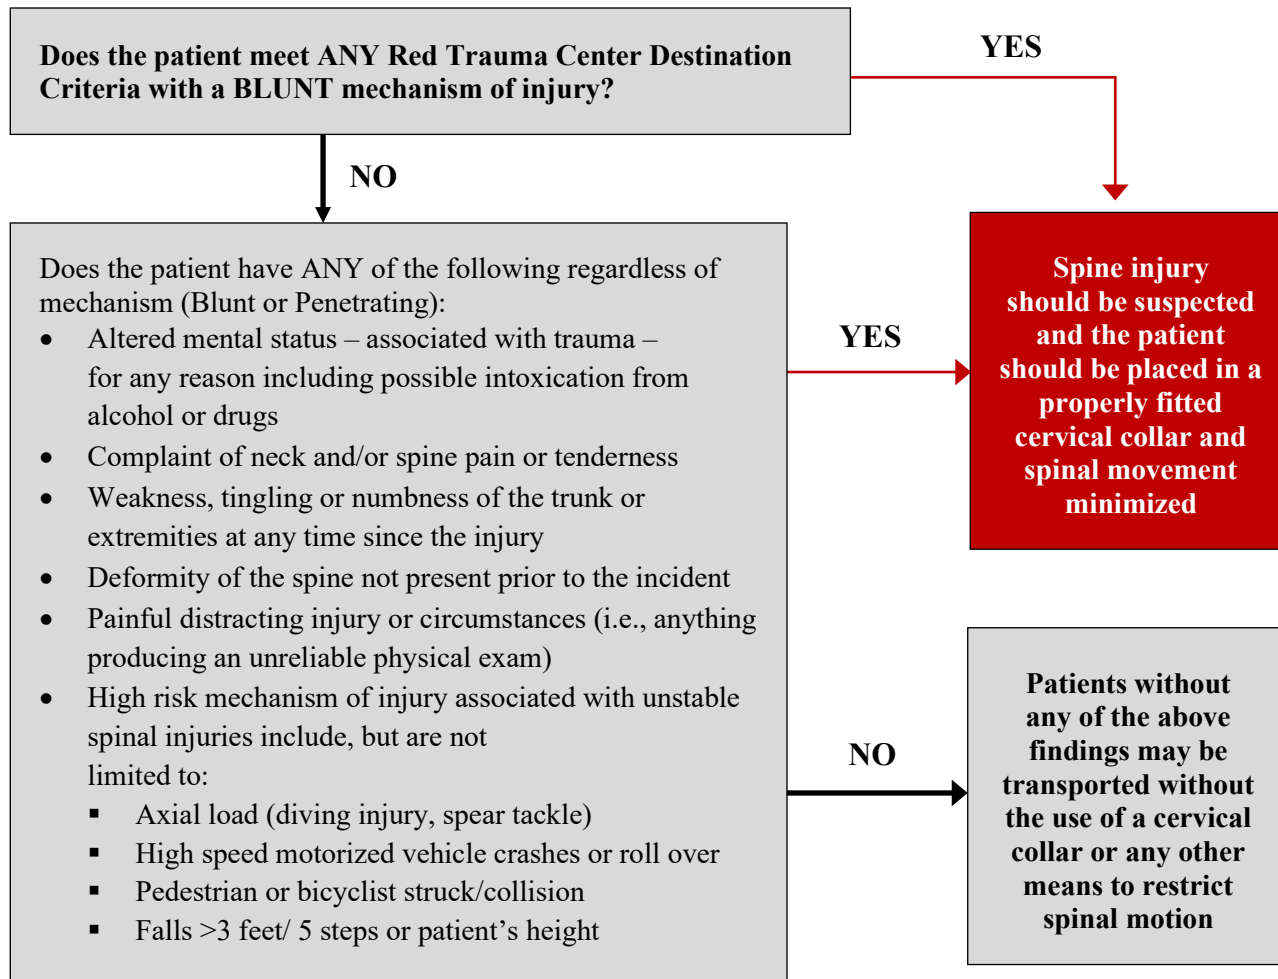 Does the patient meet ANY Red Trauma Center Destination
Criteria with a BLUNT mechanism of injury?
YES
NO
Does the patient have ANY of the following regardless of
mechanism (Blunt or Penetrating):
• Altered mental status – associated with trauma –
for any reason including possible intoxication from
alcohol or drugs
• Complaint of neck and/or spine pain or tenderness
• Weakness, tingling or numbness of the trunk or
extremities at any time since the injury
• Deformity of the spine not present prior to the incident
• Painful distracting injury or circumstances (i.e., anything
producing an unreliable physical exam)
• High risk mechanism of injury associated with unstable
spinal injuries include, but are not
limited to:
▪ Axial load (diving injury, spear tackle)
▪ High speed motorized vehicle crashes or roll over
▪ Pedestrian or bicyclist struck/collision
▪ Falls >3 feet/ 5 steps or patient’s height
YES
Spine injury
should be suspected
and the patient
should be placed in a
properly fitted
cervical collar and
spinal movement
minimized
NO
Patients without
any of the above
findings may be
transported without
the use of a cervical
collar or any other
means to restrict
spinal motion